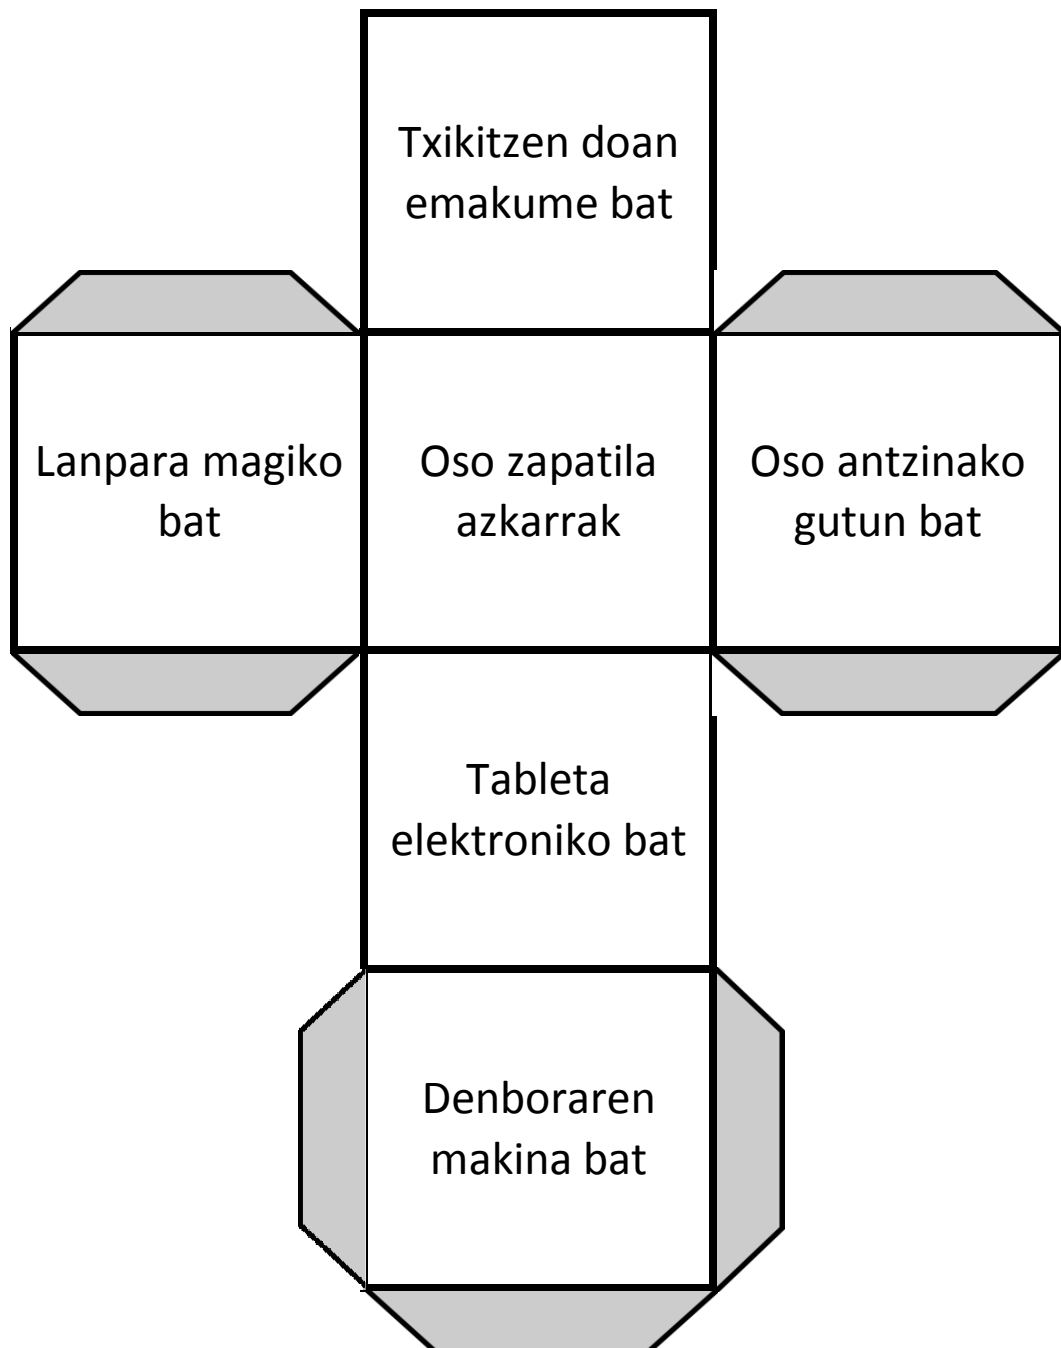 Txikitzen doan
emakume bat
Lanpara magiko
bat
Oso zapatila
azkarrak
Oso antzinako
gutun bat
Tableta
elektroniko bat
Denboraren
makina bat